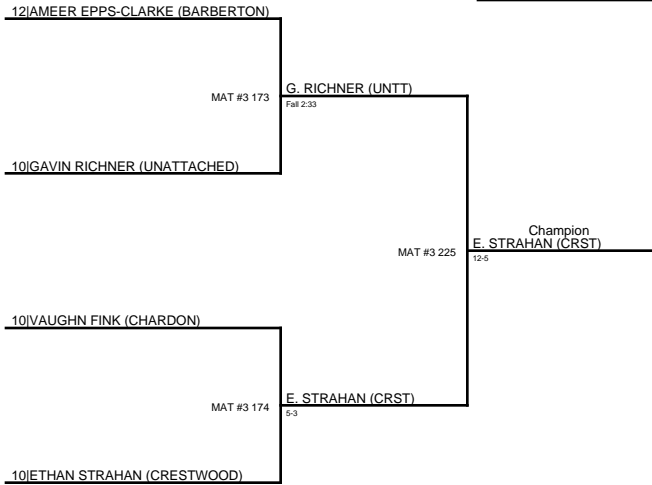 12|AMEER EPPS-CLARKE (BARBERTON)
MAT #3 173
G. RICHNER (UNTT)
Fall 2:33
10|GAVIN RICHNER (UNATTACHED)
MAT #3 225
Champion
E. STRAHAN (CRST)
12-5
10|VAUGHN FINK (CHARDON)
MAT #3 174
E. STRAHAN (CRST)
5-3
10|ETHAN STRAHAN (CRESTWOOD)